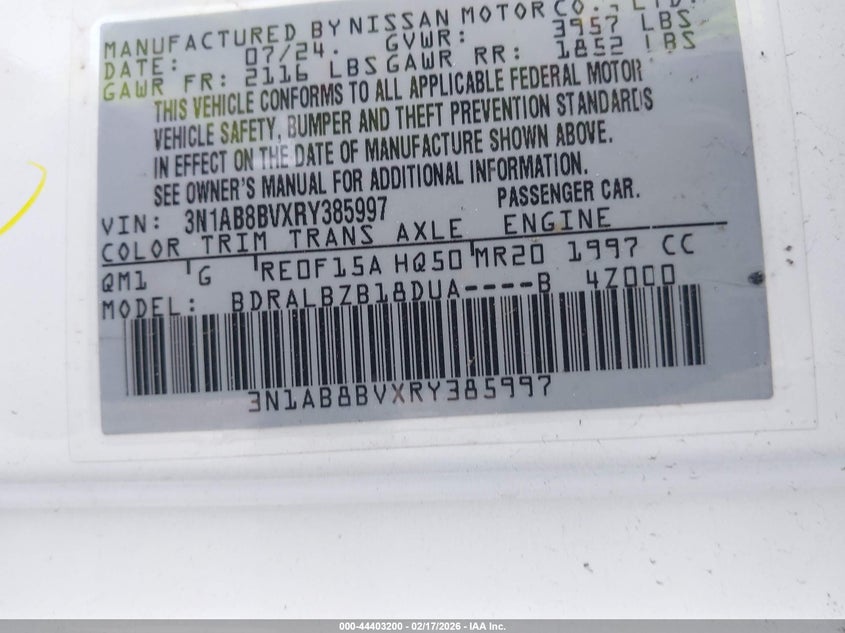 MANUFACTURED BY NISSAN MOTOR CO., LTD.
DATE: 07/24. GVWR: 3957 LBS
GAWR FR: 2116 LBS GAWR RR: 1852 LBS
THIS VEHICLE CONFORMS TO ALL APPLICABLE FEDERAL MOTOR
VEHICLE SAFETY, BUMPER AND THEFT PREVENTION STANDARDS
IN EFFECT ON THE DATE OF MANUFACTURE SHOWN ABOVE.
SEE OWNER'S MANUAL FOR ADDITIONAL INFORMATION.
VIN: 3N1AB8BVXRY385997 PASSENGER CAR.
COLOR TRIM TRANS AXLE ENGINE
QM1 G RE0F15A HQ50 MR20 1997 CC
MODEL: BDRALBZB18DUA----B 4Z000
3N1AB8BVXRY385997
000-44403200 - 02/17/2026 - IAA Inc.